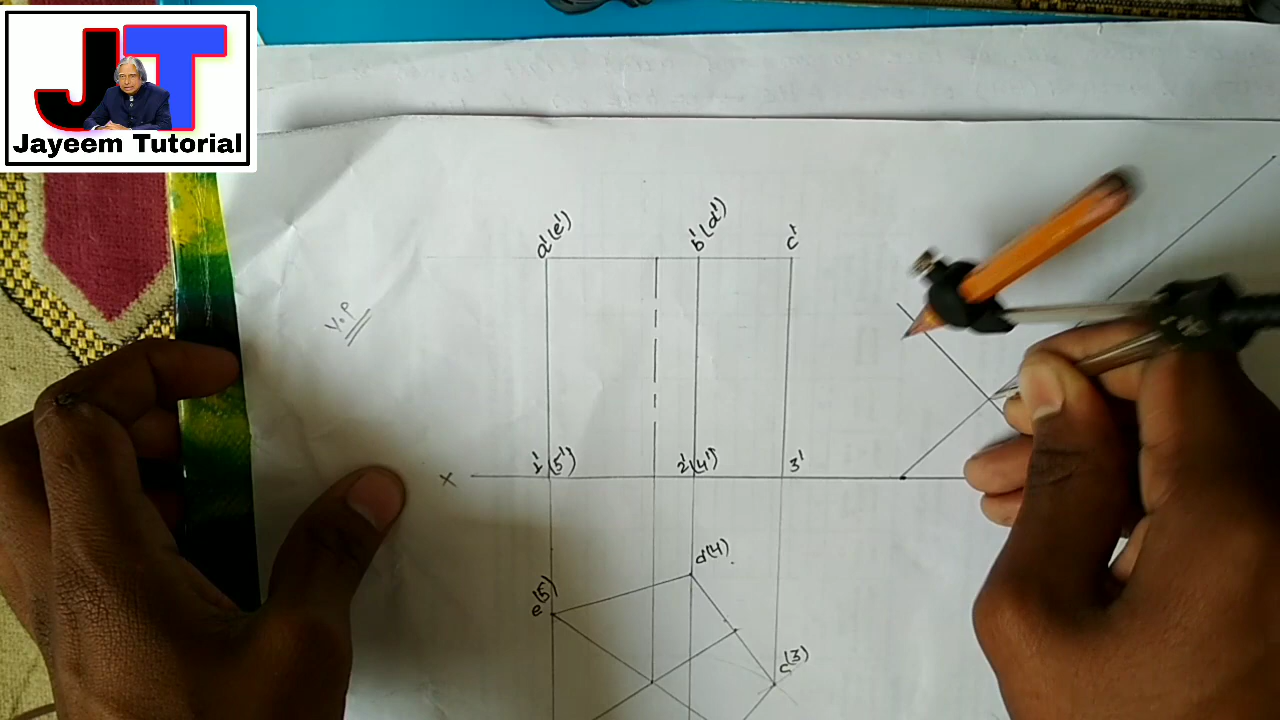 JT
Jayeem Tutorial
a'(e')
b'(d')
c'
V.P
X
1'(5')
2'(4')
3'
d(4)
e(5)
c(3)